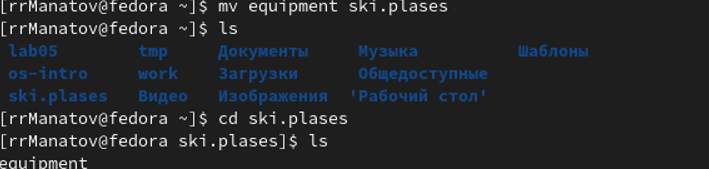 [rrManatov@fedora ~]$ mv equipment ski.plases
[rrManatov@fedora ~]$ ls
lab05 tmp Документы Музыка Шаблоны
os-intro work Загрузки Общедоступные
ski.plases Видео Изображения 'Рабочий стол'
[rrManatov@fedora ~]$ cd ski.plases
[rrManatov@fedora ski.plases]$ ls
equipment